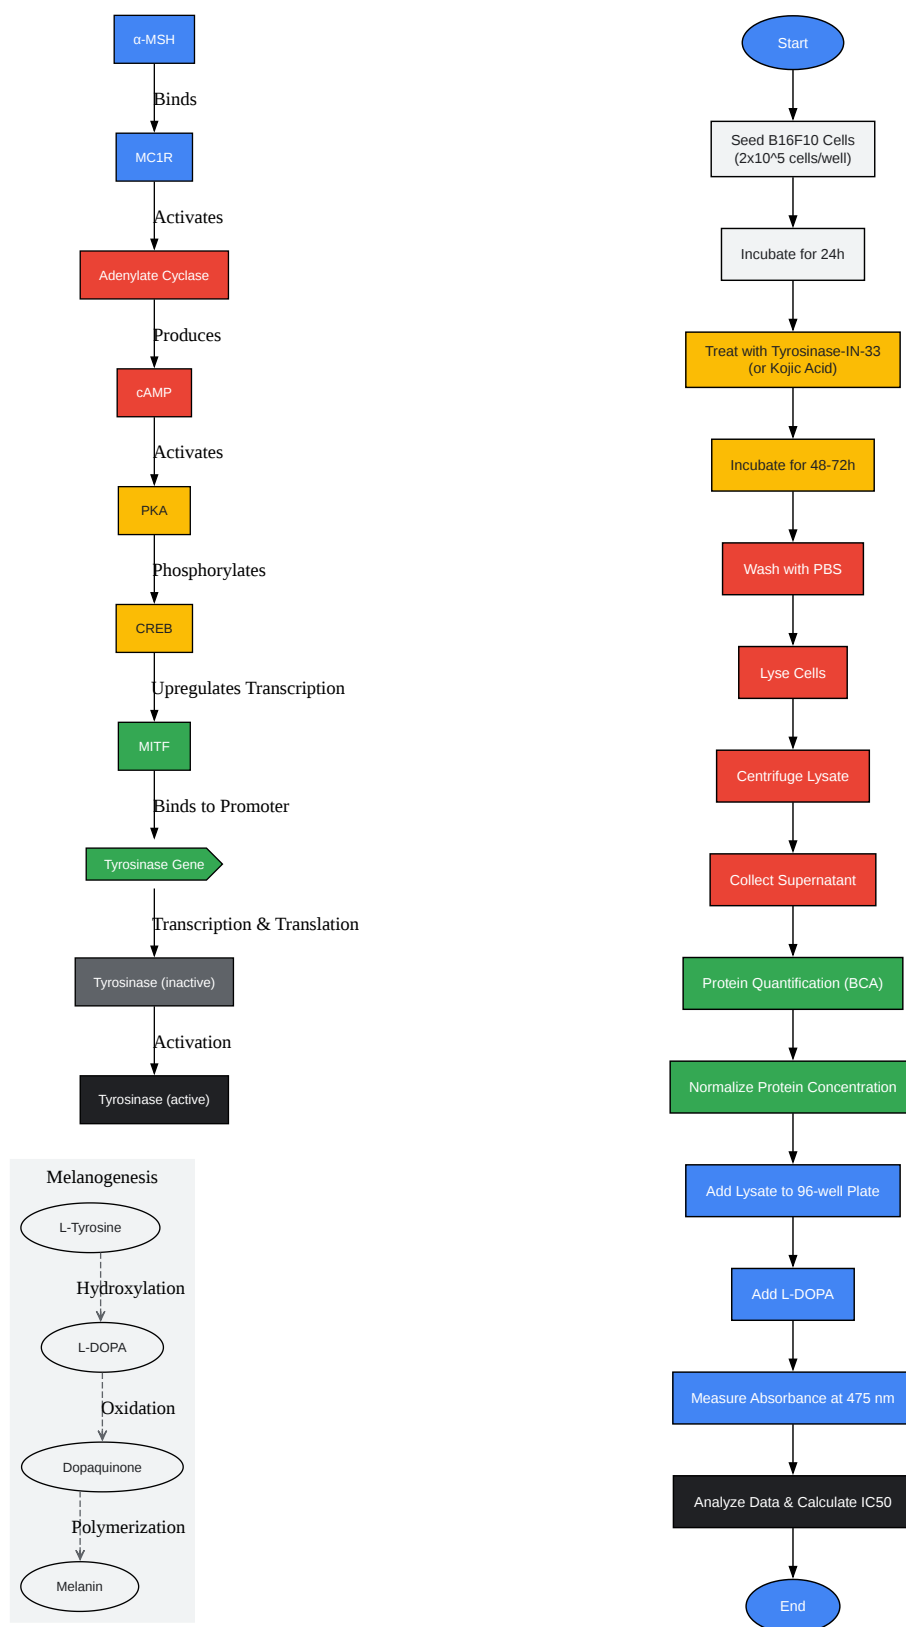 α-MSH
Binds
MC1R
Activates
Adenylate Cyclase
Produces
cAMP
Activates
PKA
Phosphorylates
CREB
Upregulates Transcription
MITF
Binds to Promoter
Tyrosinase Gene
Transcription & Translation
Tyrosinase (inactive)
Activation
Tyrosinase (active)
Melanogenesis
L-Tyrosine
Hydroxylation
L-DOPA
Oxidation
Dopaquinone
Polymerization
Melanin
Start
Seed B16F10 Cells
(2x10^5 cells/well)
Incubate for 24h
Treat with Tyrosinase-IN-33
(or Kojic Acid)
Incubate for 48-72h
Wash with PBS
Lyse Cells
Centrifuge Lysate
Collect Supernatant
Protein Quantification (BCA)
Normalize Protein Concentration
Add Lysate to 96-well Plate
Add L-DOPA
Measure Absorbance at 475 nm
Analyze Data & Calculate IC50
End